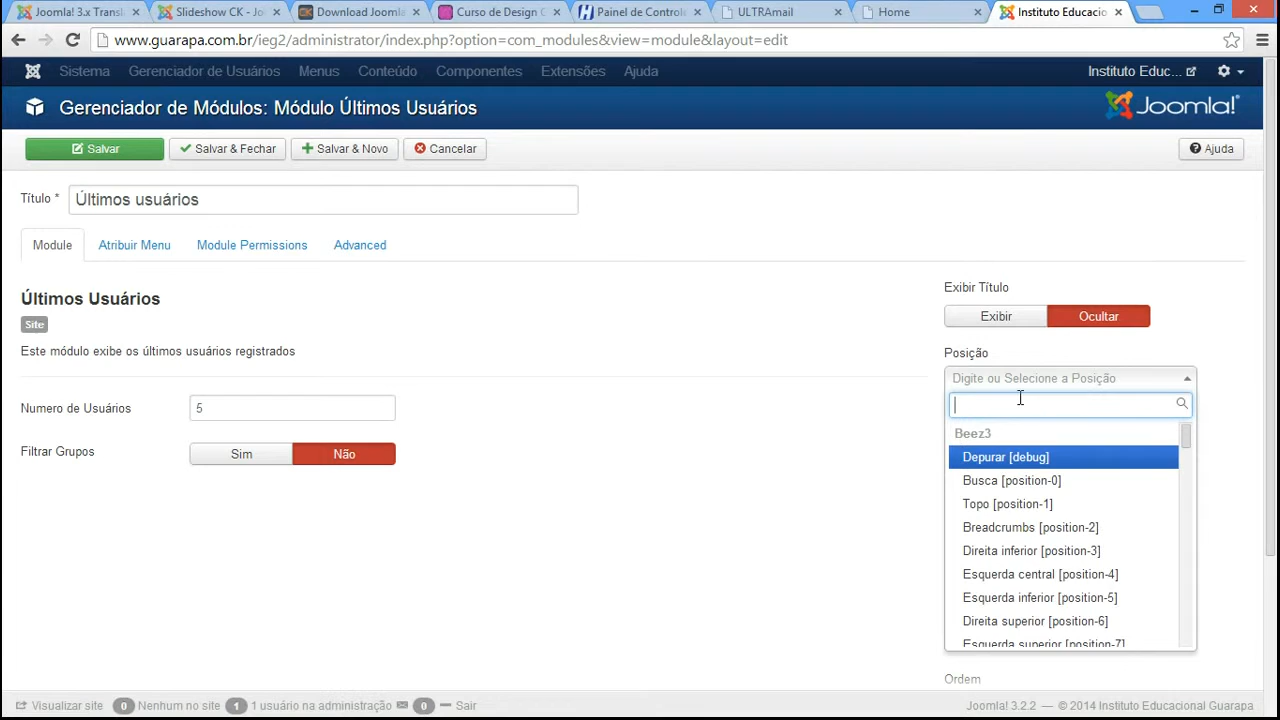 Joomla! 3.x Transl
Slideshow CK - Jo
Download Joomla
Curso de Design C
Painel de Controle
ULTRAmail
Home
Instituto Educacio
www.guarapa.com.br/ieg2/administrator/index.php?option=com_modules&view=module&layout=edit
Sistema Gerenciador de Usuários Menus Conteúdo Componentes Extensões Ajuda Instituto Educ...
Gerenciador de Módulos: Módulo Últimos Usuários Joomla!
Salvar Salvar & Fechar Salvar & Novo Cancelar Ajuda
Título * Últimos usuários
Module Atribuir Menu Module Permissions Advanced
Últimos Usuários
Site
Este módulo exibe os últimos usuários registrados
Numero de Usuários 5
Filtrar Grupos Sim Não
Exibir Título
Exibir Ocultar
Posição
Digite ou Selecione a Posição
Beez3
Depurar [debug]
Busca [position-0]
Topo [position-1]
Breadcrumbs [position-2]
Direita inferior [position-3]
Esquerda central [position-4]
Esquerda inferior [position-5]
Direita superior [position-6]
Esquerda superior [position-7]
Ordem
Visualizar site 0 Nenhum no site 1 1 usuário na administração 0 Sair Joomla! 3.2.2 — © 2014 Instituto Educacional Guarapa